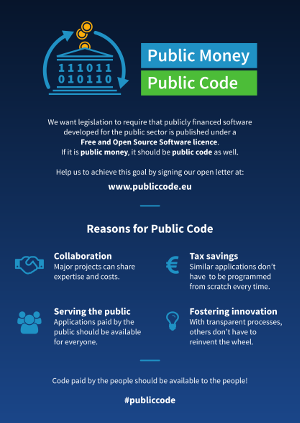 111011
010110
Public Money
Public Code
We want legislation to require that publicly financed software
developed for the public sector is published under a
Free and Open Source Software licence.
If it is public money, it should be public code as well.
Help us to achieve this goal by signing our open letter at:
www.publiccode.eu
Reasons for Public Code
Collaboration
Major projects can share
expertise and costs.
Tax savings
Similar applications don't
have to be programmed
from scratch every time.
Serving the public
Applications paid by the
public should be available
for everyone.
Fostering innovation
With transparent processes,
others don't have to
reinvent the wheel.
Code paid by the people should be available to the people!
#publiccode